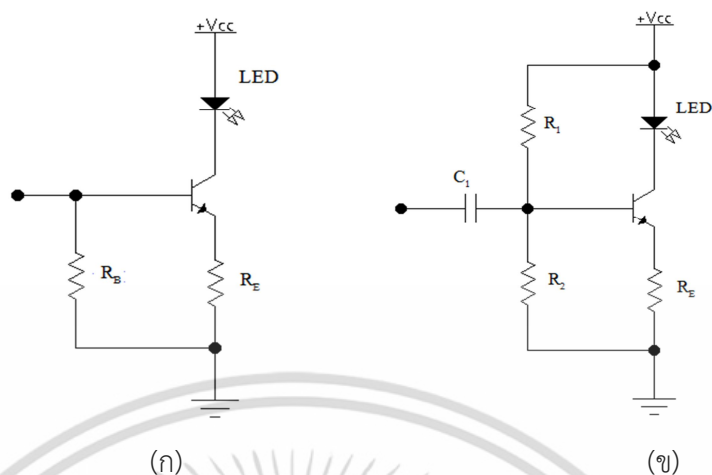 +Vcc
LED
R_B
R_E
(ก)
+Vcc
LED
R_1
C_1
R_2
R_E
(ข)